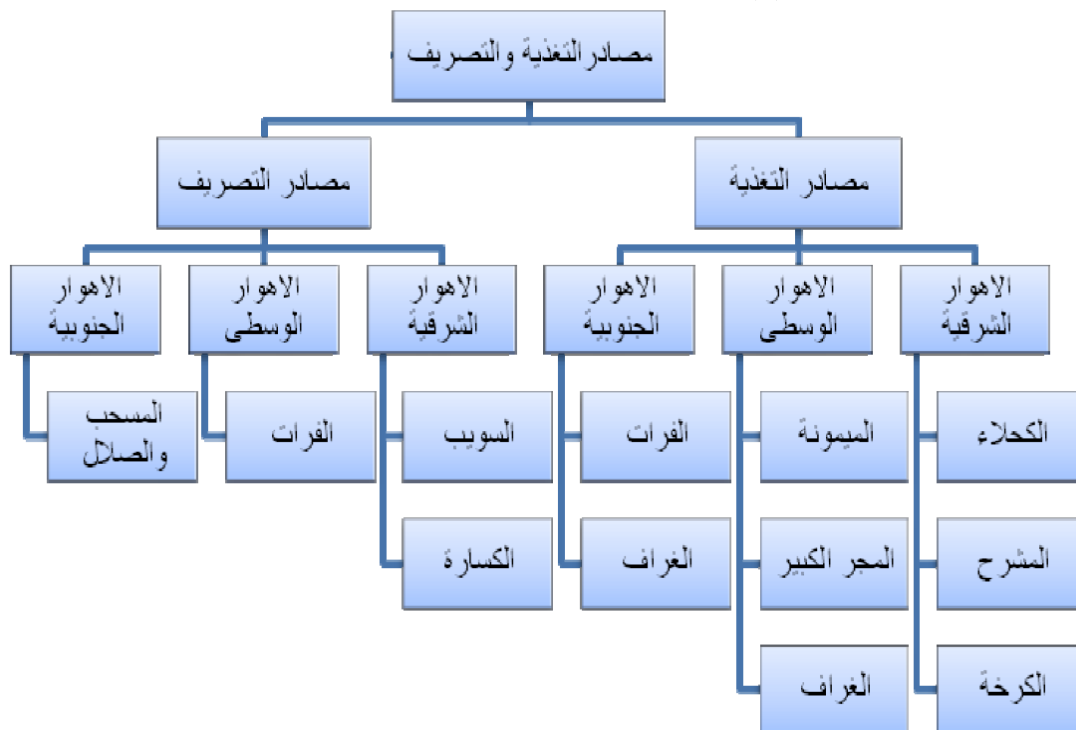 مصادر التغذية والتصريف
مصادر التغذية
مصادر التصريف
الاهوار
الشرقية
الاهوار
الوسطى
الاهوار
الجنوبية
الاهوار
الشرقية
الاهوار
الوسطى
الاهوار
الجنوبية
الكحلاء
الميمونة
الفرات
السويب
الفرات
المسحب
والصلال
المشرح
المجر الكبير
الغراف
الكسارة
الكرخة
الغراف